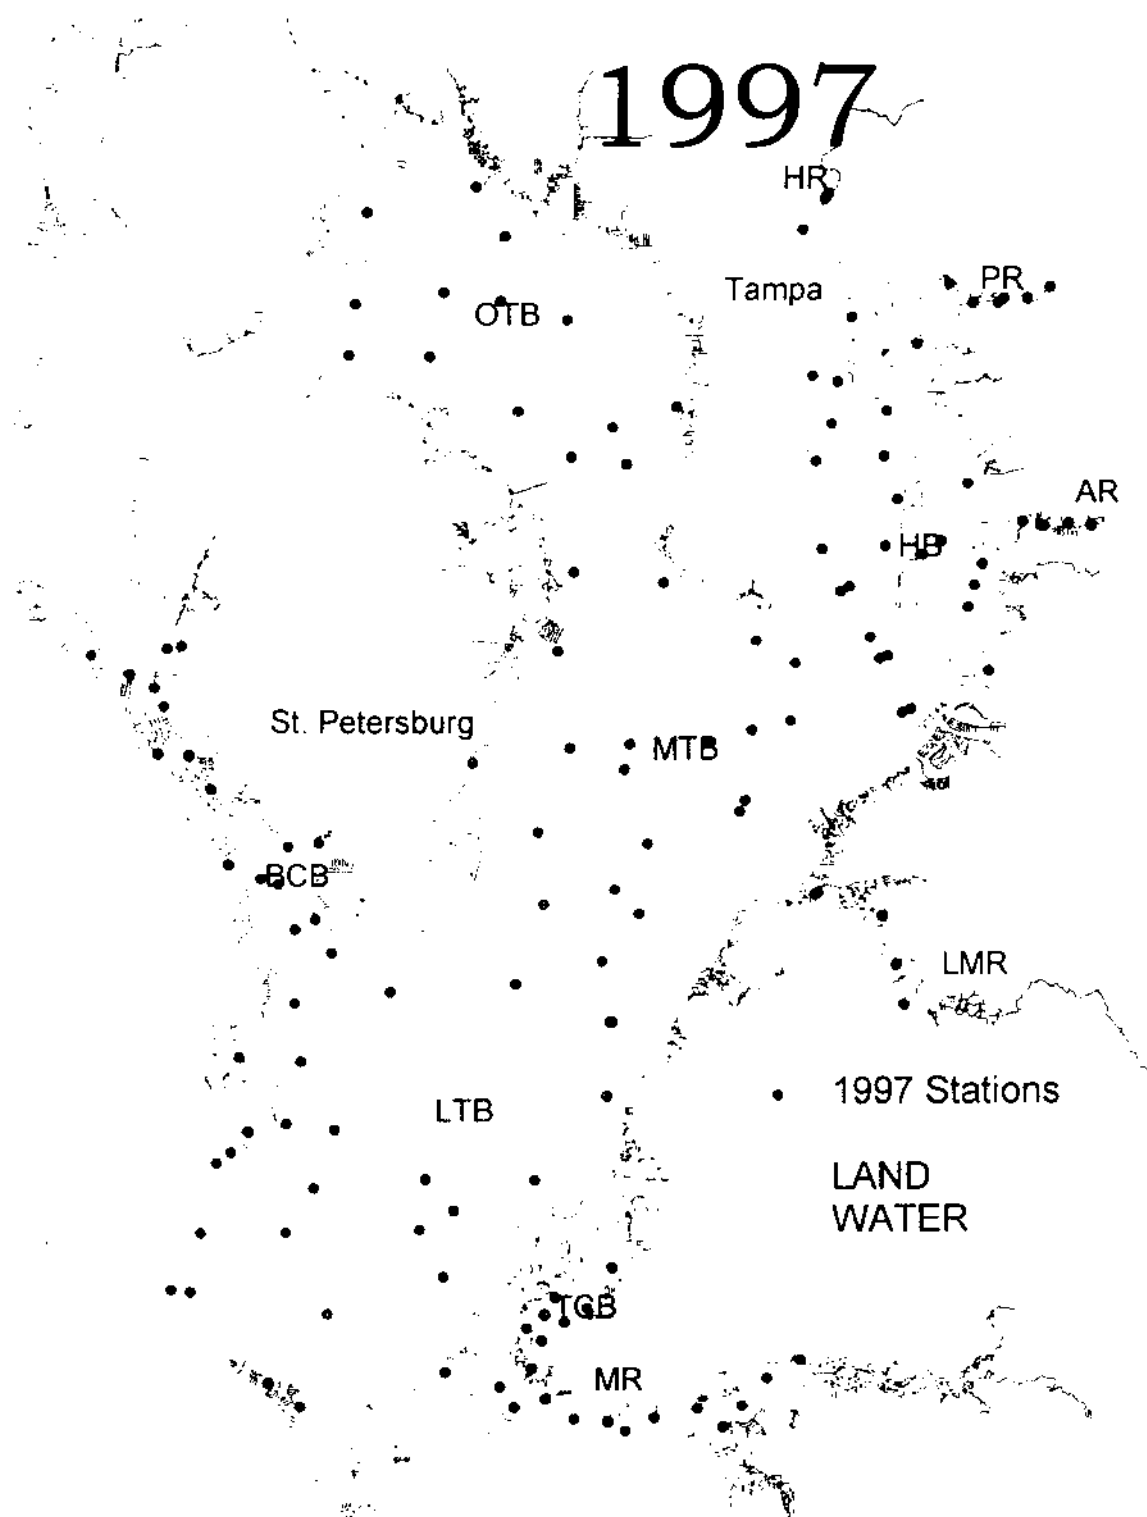 1997
HR
PR
Tampa
OTB
AR
HB
St. Petersburg
MTB
BCB
LMR
1997 Stations
LTB
LAND
WATER
TCB
MR